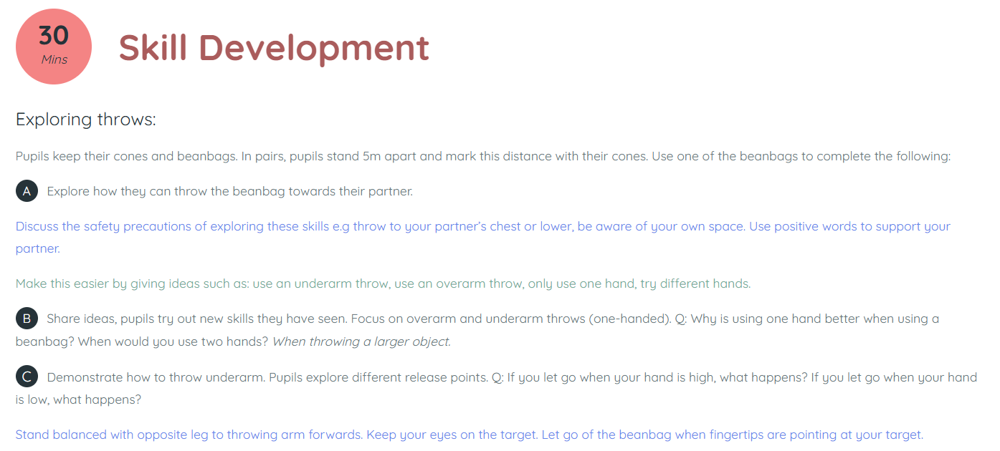 30
Mins
Skill Development
Exploring throws:
Pupils keep their cones and beanbags. In pairs, pupils stand 5m apart and mark this distance with their cones. Use one of the beanbags to complete the following:
A Explore how they can throw the beanbag towards their partner.
Discuss the safety precautions of exploring these skills e.g throw to your partner’s chest or lower, be aware of your own space. Use positive words to support your
partner.
Make this easier by giving ideas such as: use an underarm throw, use an overarm throw, only use one hand, try different hands.
B Share ideas, pupils try out new skills they have seen. Focus on overarm and underarm throws (one-handed). Q: Why is using one hand better when using a
beanbag? When would you use two hands? When throwing a larger object.
C Demonstrate how to throw underarm. Pupils explore different release points. Q: If you let go when your hand is high, what happens? If you let go when your hand
is low, what happens?
Stand balanced with opposite leg to throwing arm forwards. Keep your eyes on the target. Let go of the beanbag when fingertips are pointing at your target.